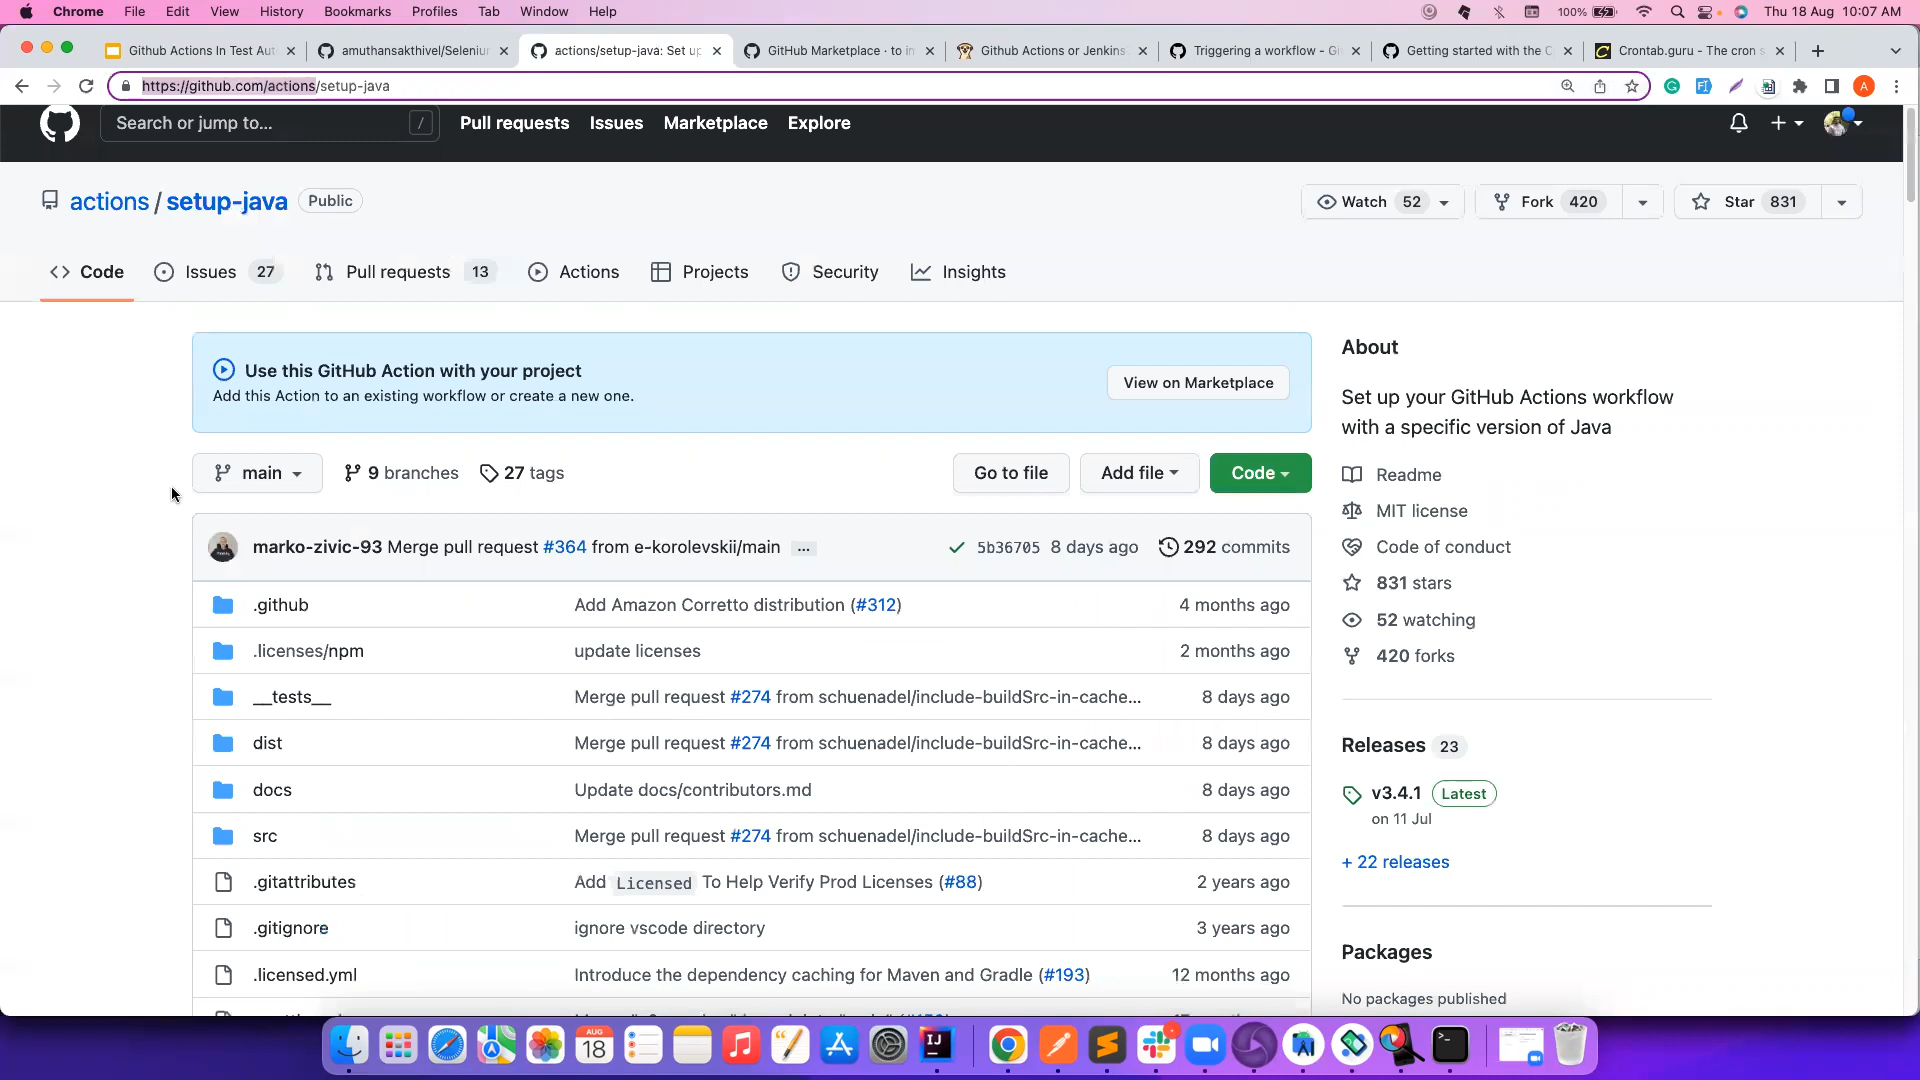 Chrome File Edit View History Bookmarks Profiles Tab Window Help 100% Thu 18 Aug 10:07 AM
Github Actions In Test Aut amuthansakthivel/Seleniu actions/setup-java: Set up GitHub Marketplace · to in Github Actions or Jenkins Triggering a workflow - Gi Getting started with the C Crontab.guru - The cron s
https://github.com/actions/setup-java A
Search or jump to... / Pull requests Issues Marketplace Explore
actions / setup-java Public Watch 52 Fork 420 Star 831
Code Issues 27 Pull requests 13 Actions Projects Security Insights
Use this GitHub Action with your project
Add this Action to an existing workflow or create a new one.
View on Marketplace
main 9 branches 27 tags Go to file Add file Code
marko-zivic-93 Merge pull request #364 from e-korolevskii/main ... 5b36705 8 days ago 292 commits
.github Add Amazon Corretto distribution (#312) 4 months ago
.licenses/npm update licenses 2 months ago
__tests__ Merge pull request #274 from schuenadel/include-buildSrc-in-cache... 8 days ago
dist Merge pull request #274 from schuenadel/include-buildSrc-in-cache... 8 days ago
docs Update docs/contributors.md 8 days ago
src Merge pull request #274 from schuenadel/include-buildSrc-in-cache... 8 days ago
.gitattributes Add Licensed To Help Verify Prod Licenses (#88) 2 years ago
.gitignore ignore vscode directory 3 years ago
.licensed.yml Introduce the dependency caching for Maven and Gradle (#193) 12 months ago
About
Set up your GitHub Actions workflow
with a specific version of Java
Readme
MIT license
Code of conduct
831 stars
52 watching
420 forks
Releases 23
v3.4.1 Latest
on 11 Jul
+ 22 releases
Packages
No packages published
AUG
18
IJ